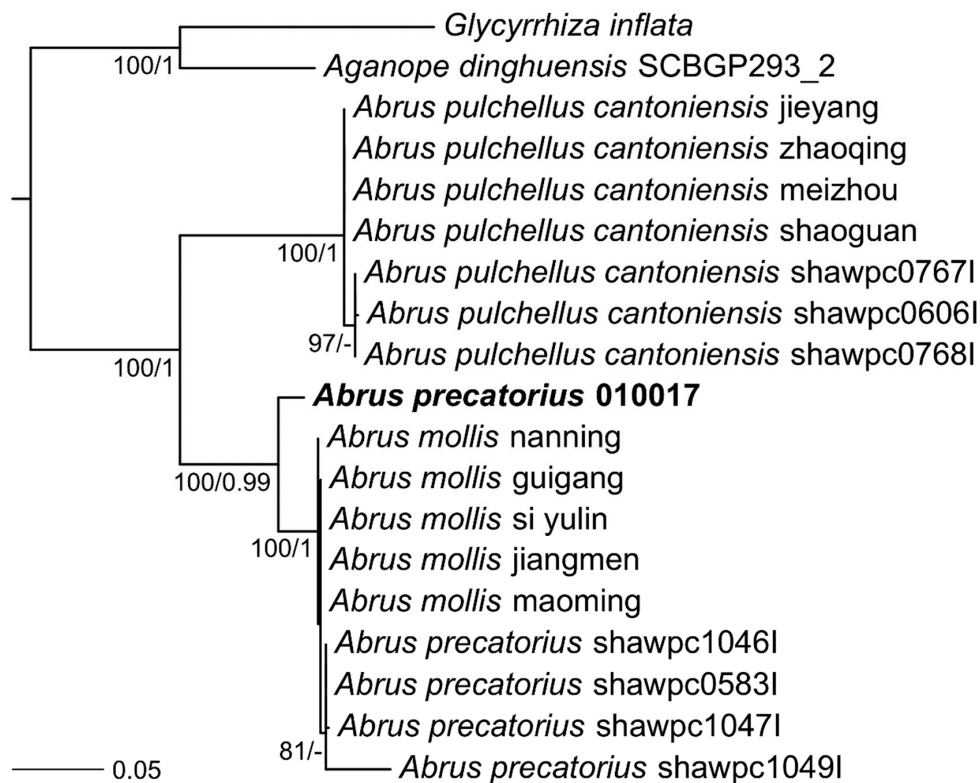 Glycyrrhiza inflata
100/1
Aganope dinghuensis SCBGP293_2
Abrus pulchellus cantoniensis jieyang
Abrus pulchellus cantoniensis zhaoqing
Abrus pulchellus cantoniensis meizhou
Abrus pulchellus cantoniensis shaoguan
100/1
Abrus pulchellus cantoniensis shawpc0767I
Abrus pulchellus cantoniensis shawpc0606I
97/-
Abrus pulchellus cantoniensis shawpc0768I
100/1
Abrus precatorius 010017
Abrus mollis nanning
Abrus mollis guigang
100/0.99
Abrus mollis si yulin
100/1
Abrus mollis jiangmen
Abrus mollis maoming
Abrus precatorius shawpc1046I
Abrus precatorius shawpc0583I
Abrus precatorius shawpc1047I
81/-
Abrus precatorius shawpc1049I
0.05